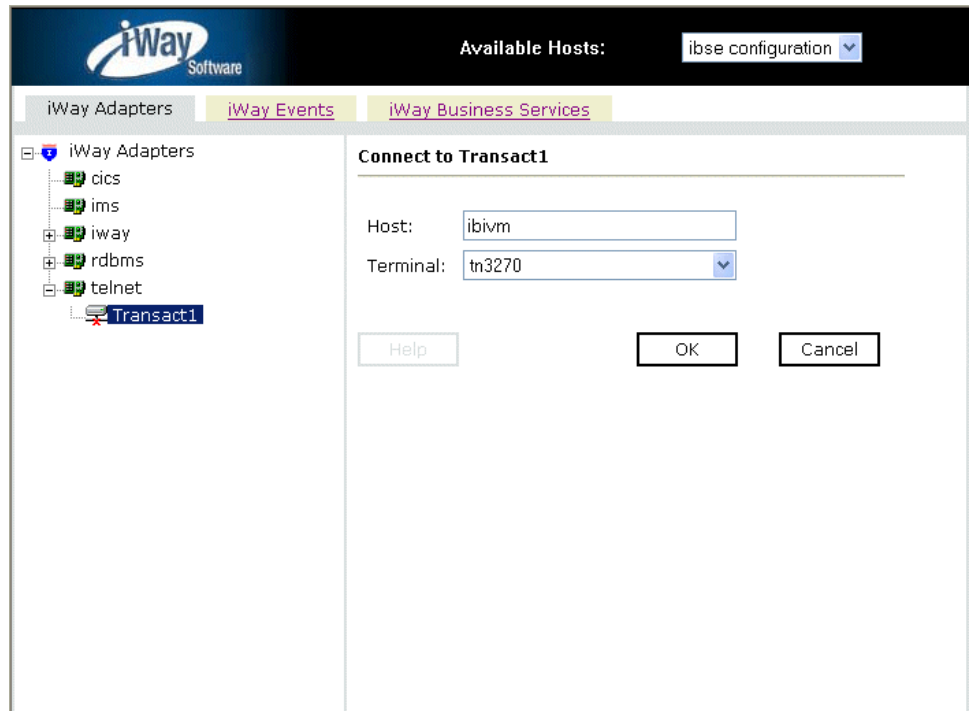 iWay
Software
Available Hosts:
ibse configuration
iWay Adapters
iWay Events
iWay Business Services
iWay Adapters
cics
ims
iway
rdbms
telnet
Transact1
Connect to Transact1
Host:
ibivm
Terminal:
tn3270
Help
OK
Cancel